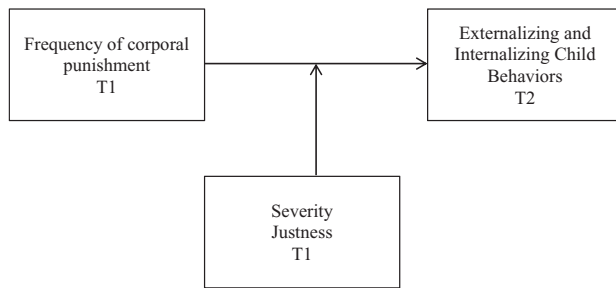 Frequency of corporal
punishment
T1
Externalizing and
Internalizing Child
Behaviors
T2
Severity
Justness
T1